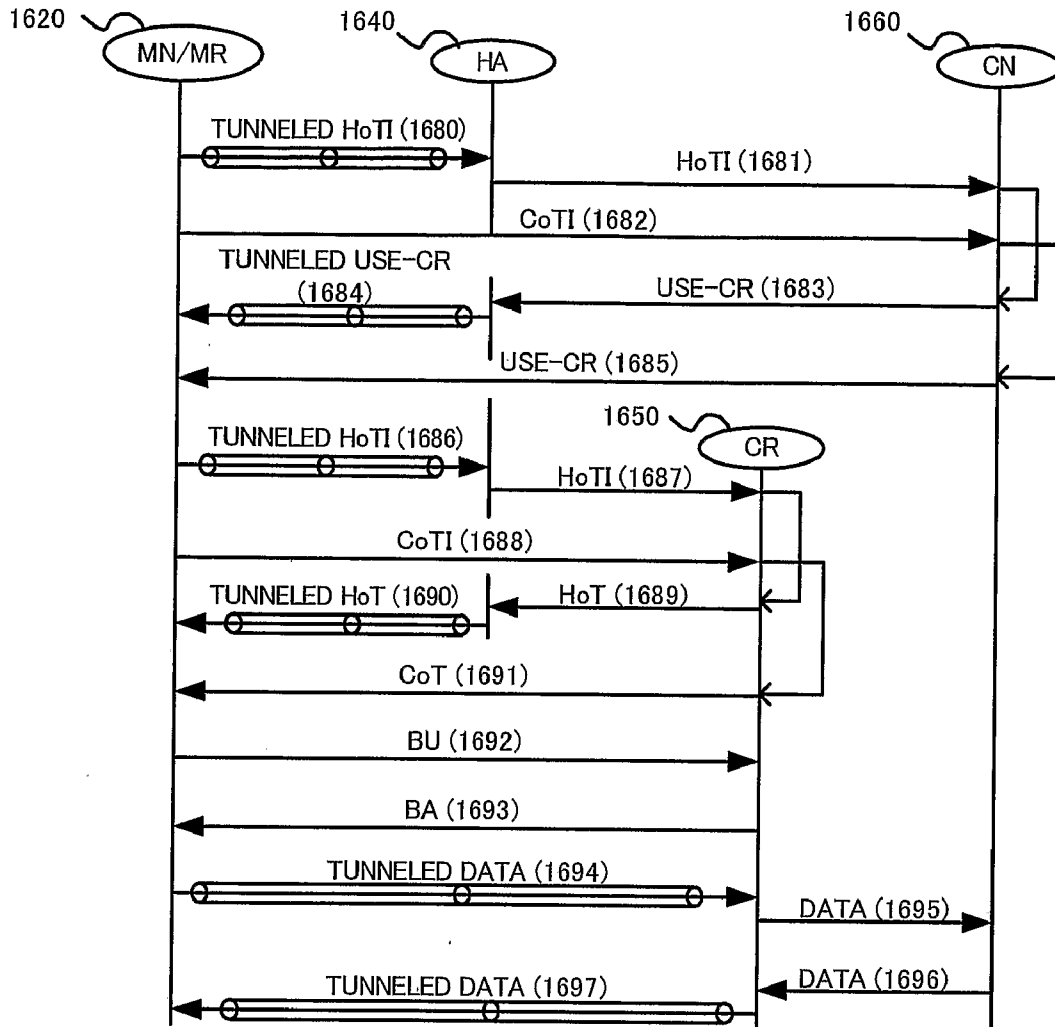 1620
1640
1660
MN/MR
HA
CN
TUNNELED HoTI (1680)
HoTI (1681)
CoTI (1682)
TUNNELED USE-CR
(1684)
USE-CR (1683)
USE-CR (1685)
1650
TUNNELED HoTI (1686)
CR
HoTI (1687)
CoTI (1688)
TUNNELED HoT (1690)
HoT (1689)
CoT (1691)
BU (1692)
BA (1693)
TUNNELED DATA (1694)
DATA (1695)
TUNNELED DATA (1697)
DATA (1696)